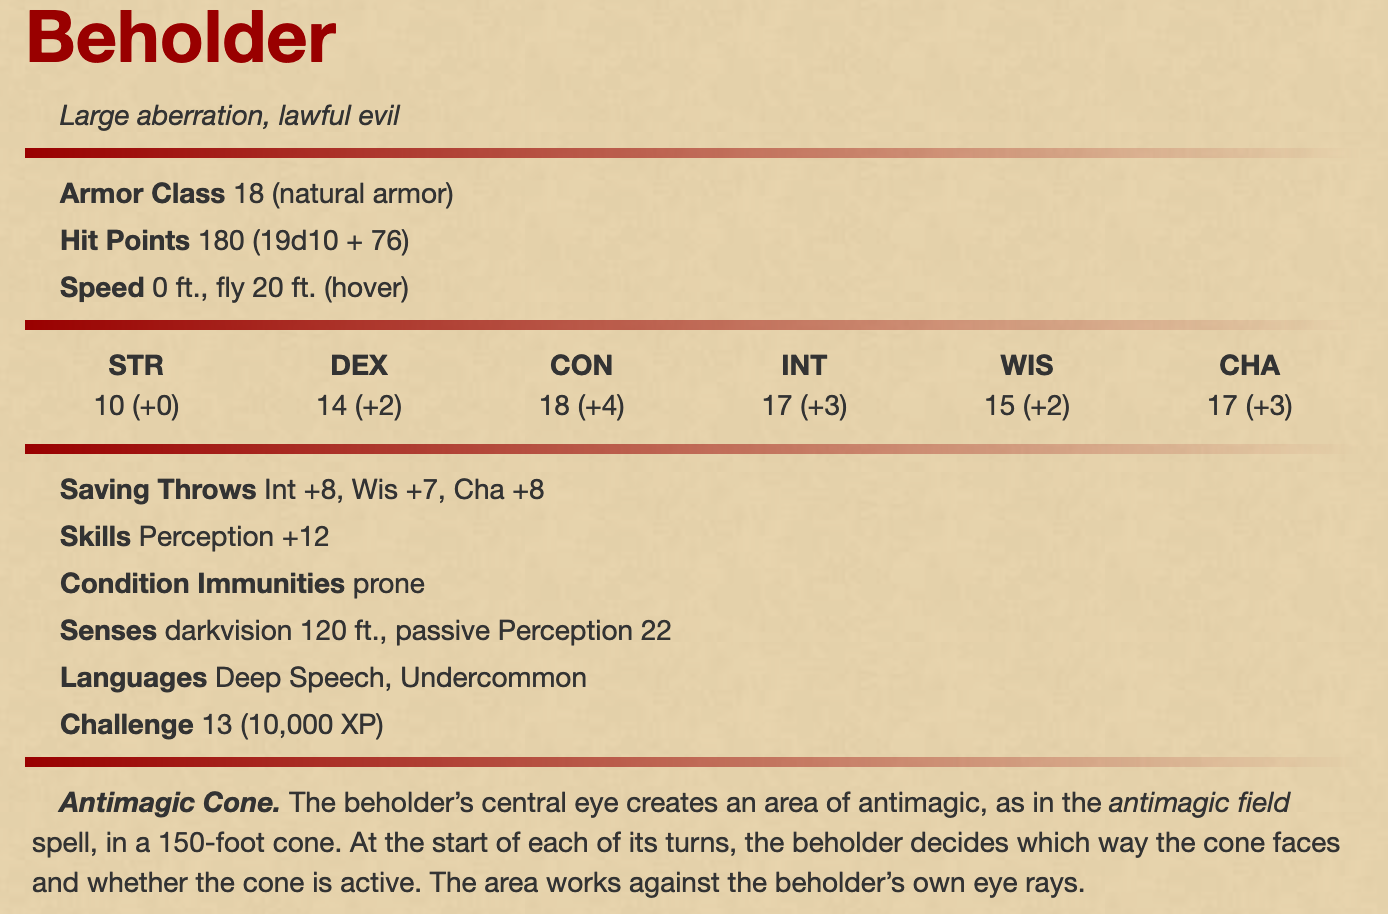 Beholder
Large aberration, lawful evil
Armor Class 18 (natural armor)
Hit Points 180 (19d10 + 76)
Speed 0 ft., fly 20 ft. (hover)
STR DEX CON INT WIS CHA
10 (+0) 14 (+2) 18 (+4) 17 (+3) 15 (+2) 17 (+3)
Saving Throws Int +8, Wis +7, Cha +8
Skills Perception +12
Condition Immunities prone
Senses darkvision 120 ft., passive Perception 22
Languages Deep Speech, Undercommon
Challenge 13 (10,000 XP)
Antimagic Cone. The beholder’s central eye creates an area of antimagic, as in the antimagic field
spell, in a 150-foot cone. At the start of each of its turns, the beholder decides which way the cone faces
and whether the cone is active. The area works against the beholder’s own eye rays.